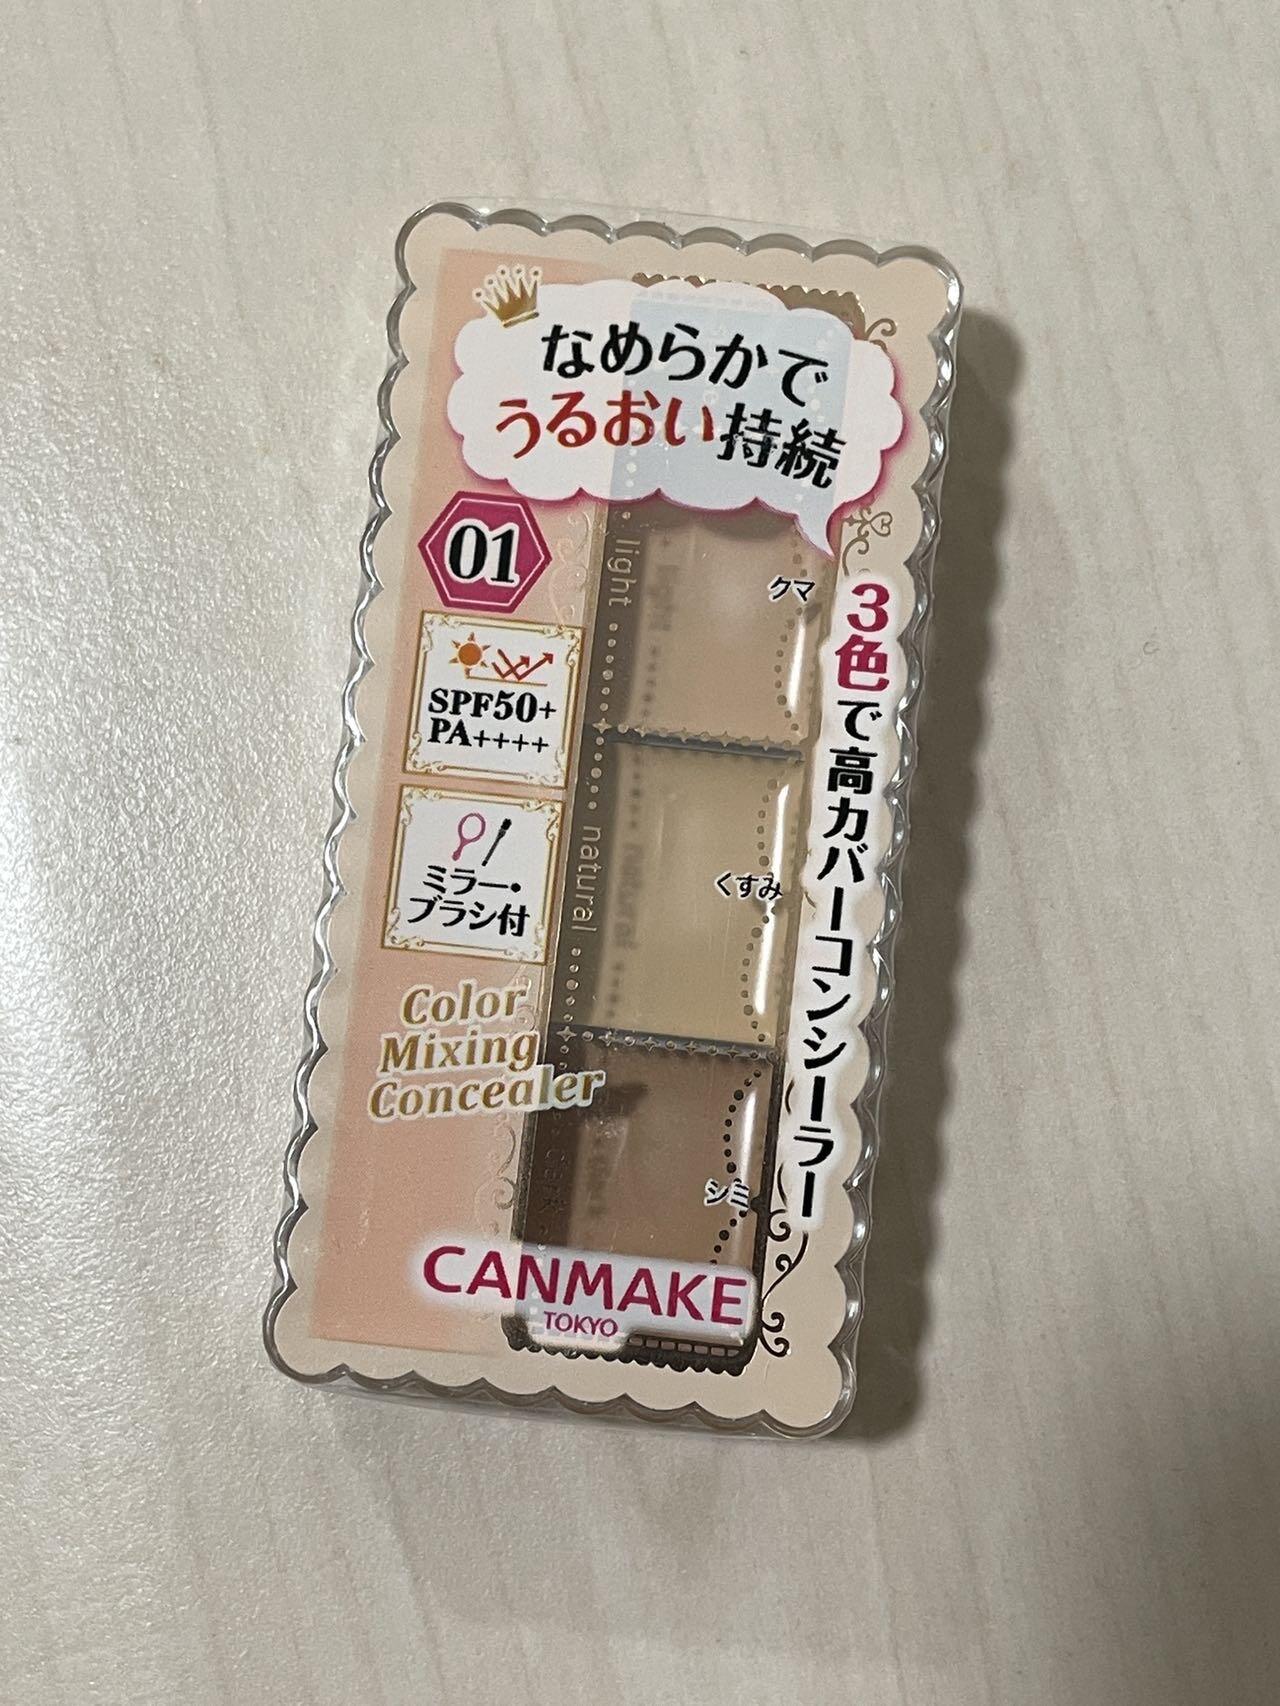 なめらかで
うるおい持続
01
light
クマ
3色で高カバーコンシーラー
SPF50+
PA++++
natural
くすみ
ミラー・
ブラシ付
Color
Mixing
Concealer
シミ
CANMAKE
TOKYO